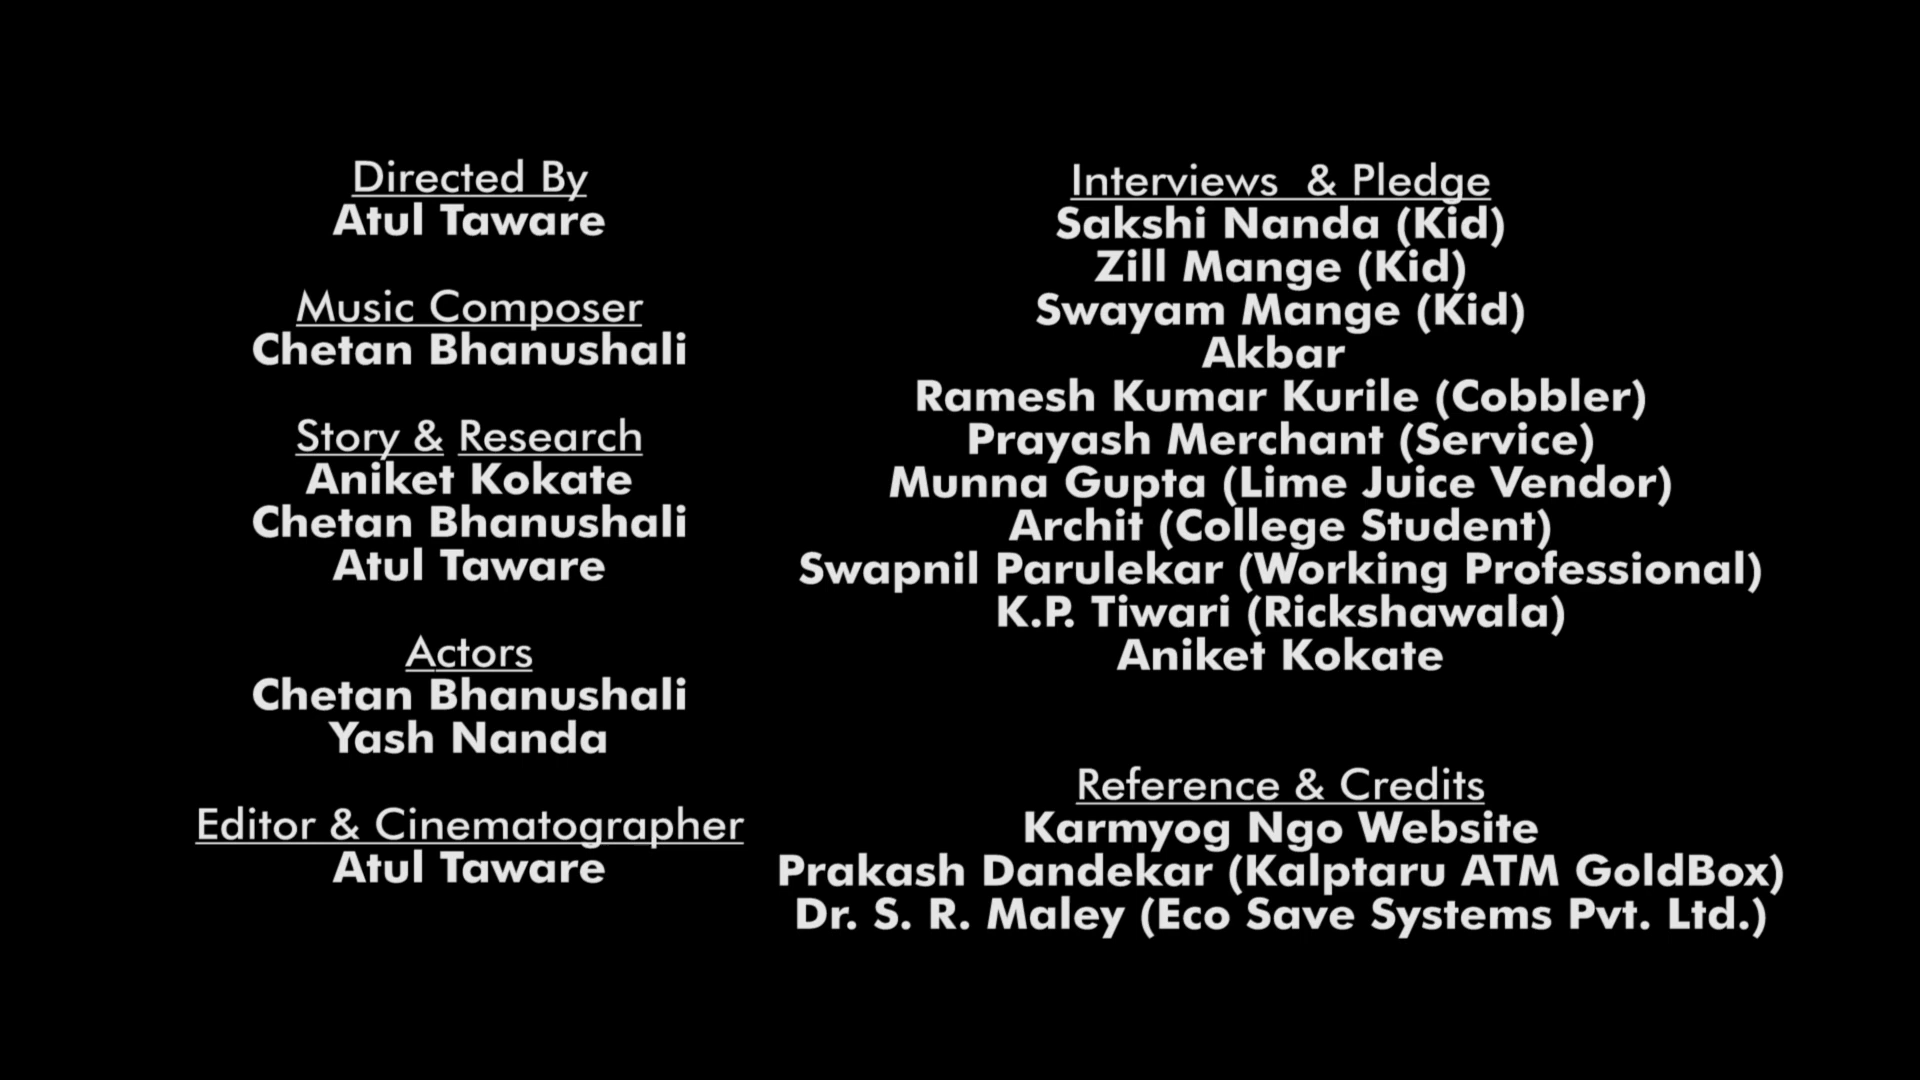 Directed By
Atul Taware
Music Composer
Chetan Bhanushali
Story & Research
Aniket Kokate
Chetan Bhanushali
Atul Taware
Actors
Chetan Bhanushali
Yash Nanda
Editor & Cinematographer
Atul Taware
Interviews & Pledge
Sakshi Nanda (Kid)
Zill Mange (Kid)
Swayam Mange (Kid)
Akbar
Ramesh Kumar Kurile (Cobbler)
Prayash Merchant (Service)
Munna Gupta (Lime Juice Vendor)
Archit (College Student)
Swapnil Parulekar (Working Professional)
K.P. Tiwari (Rickshawala)
Aniket Kokate
Reference & Credits
Karmyog Ngo Website
Prakash Dandekar (Kalptaru ATM GoldBox)
Dr. S. R. Maley (Eco Save Systems Pvt. Ltd.)